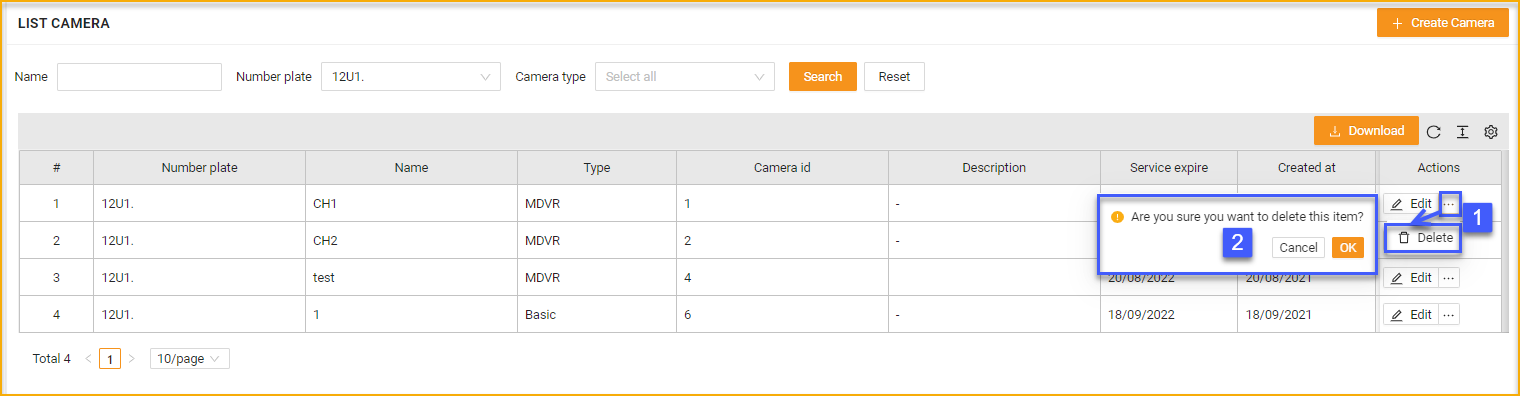 LIST CAMERA
+ Create Camera
Name Number plate 12U1. Camera type Select all Search Reset
Download
# Number plate Name Type Camera id Description Service expire Created at Actions
1 12U1. CH1 MDVR 1 - Edit ...
Are you sure you want to delete this item? 1
2 12U1. CH2 MDVR 2 - Delete
2 Cancel OK
3 12U1. test MDVR 4 20/08/2022 20/08/2021 Edit ...
4 12U1. 1 Basic 6 - 18/09/2022 18/09/2021 Edit ...
Total 4 < 1 > 10/page